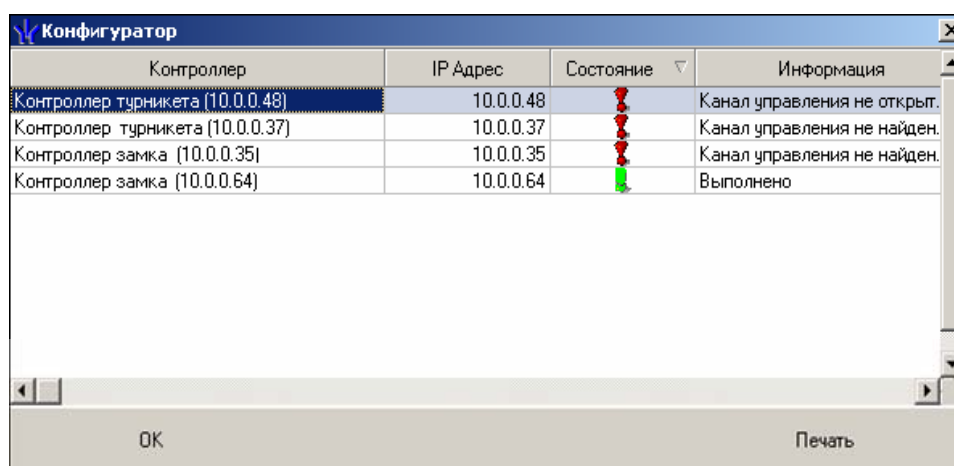 Конфигуратор
Контроллер IP Адрес Состояние Информация
Контроллер турникета (10.0.0.48) 10.0.0.48 Канал управления не открыт.
Контроллер турникета (10.0.0.37) 10.0.0.37 Канал управления не найден.
Контроллер замка (10.0.0.35) 10.0.0.35 Канал управления не найден.
Контроллер замка (10.0.0.64) 10.0.0.64 Выполнено
OK Печать